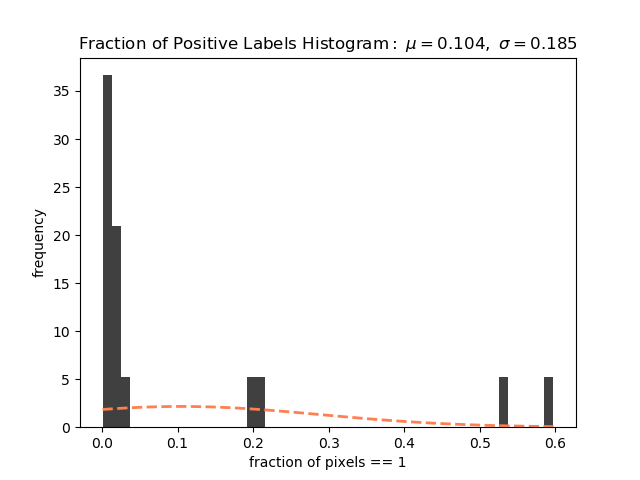 Fraction of Positive Labels Histogram : μ = 0.104, σ = 0.185
frequency
35
30
25
20
15
10
5
0
0.0 0.1 0.2 0.3 0.4 0.5 0.6
fraction of pixels == 1